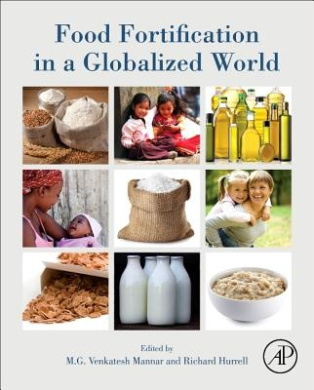 Food Fortification
in a Globalized World
Edited by
M.G. Venkatesh Mannar and Richard Hurrell
AP